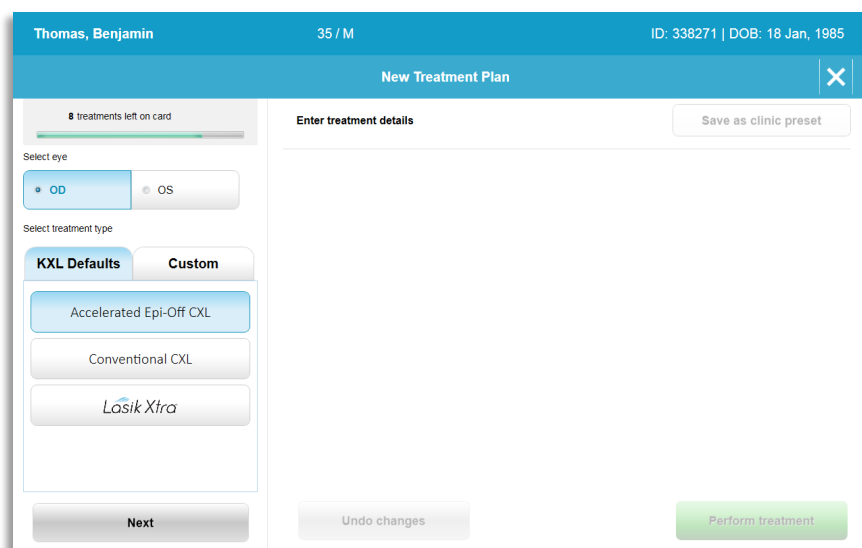 Thomas, Benjamin 35 / M ID: 338271 | DOB: 18 Jan, 1985
New Treatment Plan
8 treatments left on card
Enter treatment details
Save as clinic preset
Select eye
OD
OS
Select treatment type
KXL Defaults
Custom
Accelerated Epi-Off CXL
Conventional CXL
Lasik Xtra
Next
Undo changes
Perform treatment